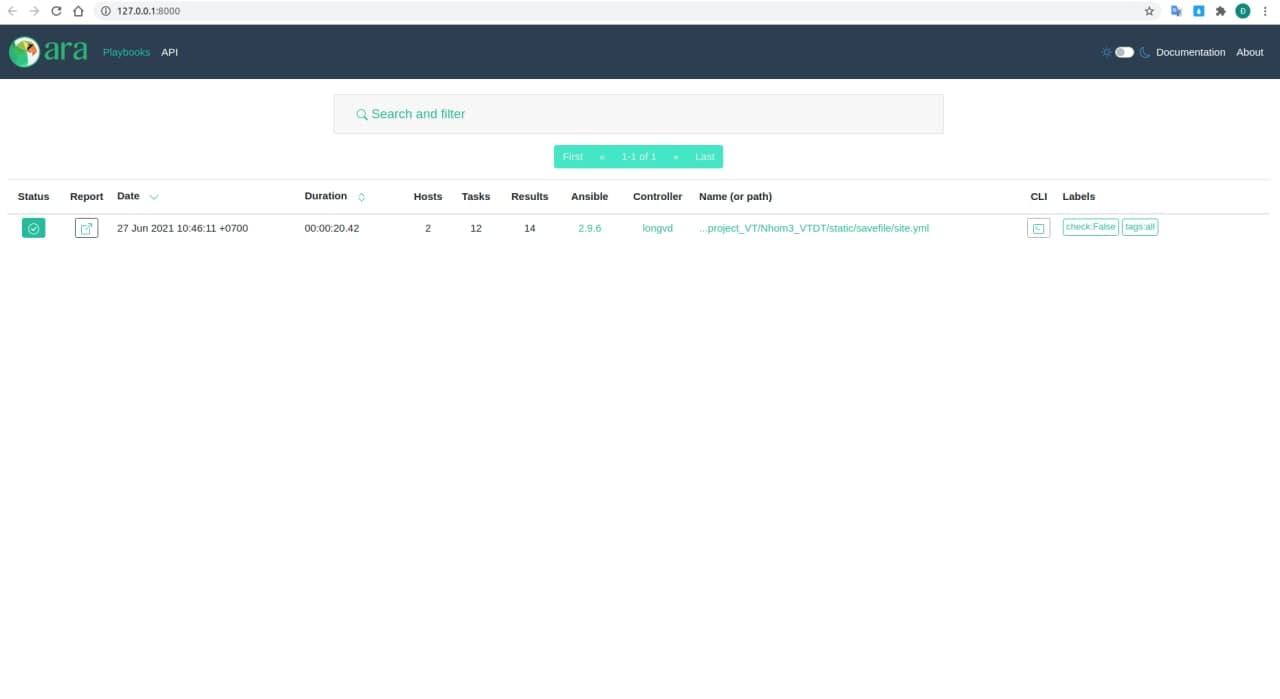 127.0.0.1:8000
Đ
ara Playbooks API Documentation About
Search and filter
First « 1-1 of 1 » Last
Status Report Date Duration Hosts Tasks Results Ansible Controller Name (or path) CLI Labels
27 Jun 2021 10:46:11 +0700 00:00:20.42 2 12 14 2.9.6 longvd ...project_VT/Nhom3_VTDT/static/savefile/site.yml check:False tags:all